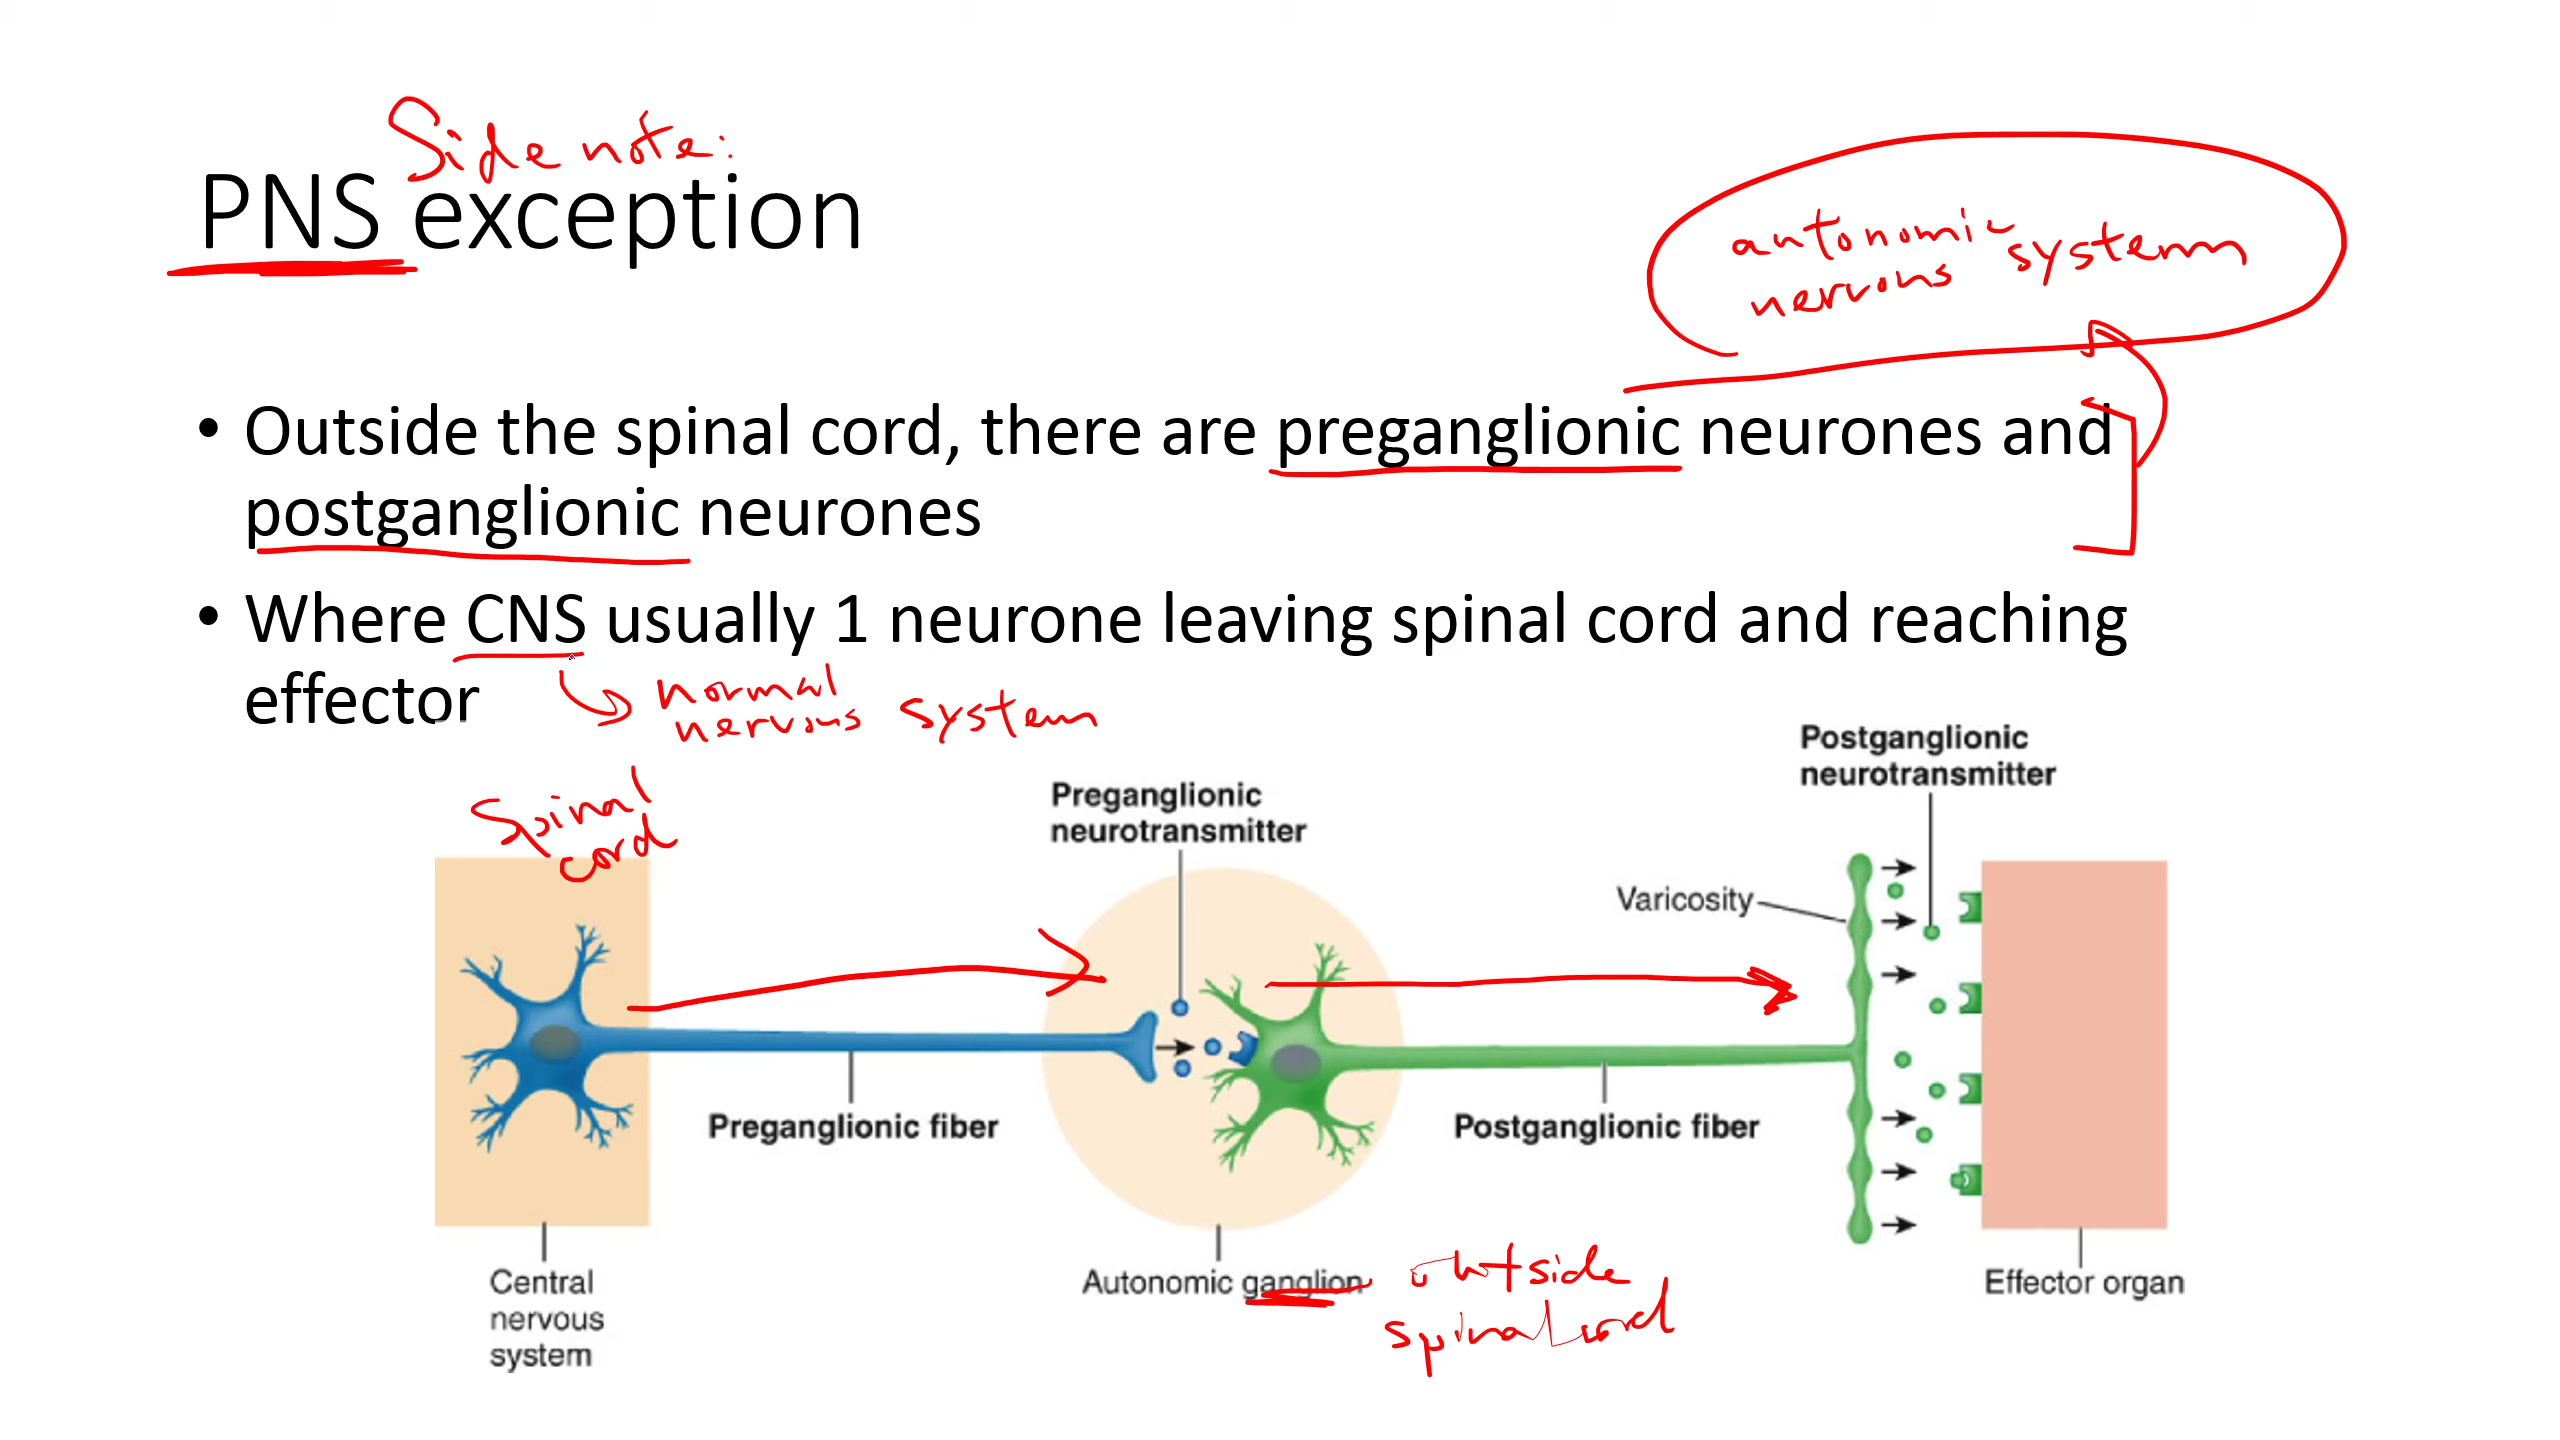 Side note:
PNS exception
autonomic
nervous system
• Outside the spinal cord, there are preganglionic neurones and
postganglionic neurones
• Where CNS usually 1 neurone leaving spinal cord and reaching
effector
normal
nervous system
Spinal
cord
Preganglionic
neurotransmitter
Postganglionic
neurotransmitter
Varicosity
Preganglionic fiber
Postganglionic fiber
Central
nervous
system
Autonomic ganglion
outside
spinal cord
Effector organ